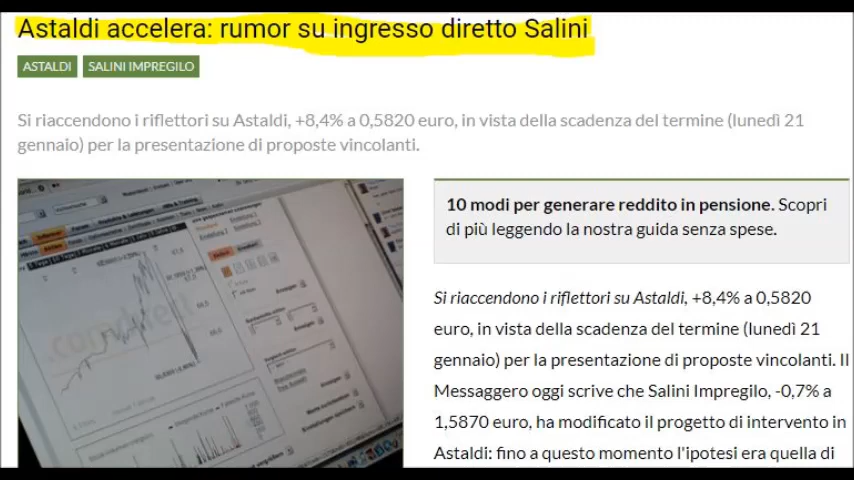 Astaldi accelera: rumor su ingresso diretto Salini
ASTALDI SALINI IMPREGILO
Si riaccendono i riflettori su Astaldi, +8,4% a 0,5820 euro, in vista della scadenza del termine (lunedì 21
gennaio) per la presentazione di proposte vincolanti.
10 modi per generare reddito in pensione. Scopri
di più leggendo la nostra guida senza spese.
Si riaccendono i riflettori su Astaldi, +8,4% a 0,5820
euro, in vista della scadenza del termine (lunedì 21
gennaio) per la presentazione di proposte vincolanti. Il
Messaggero oggi scrive che Salini Impregilo, -0,7% a
1,5870 euro, ha modificato il progetto di intervento in
Astaldi: fino a questo momento l'ipotesi era quella di